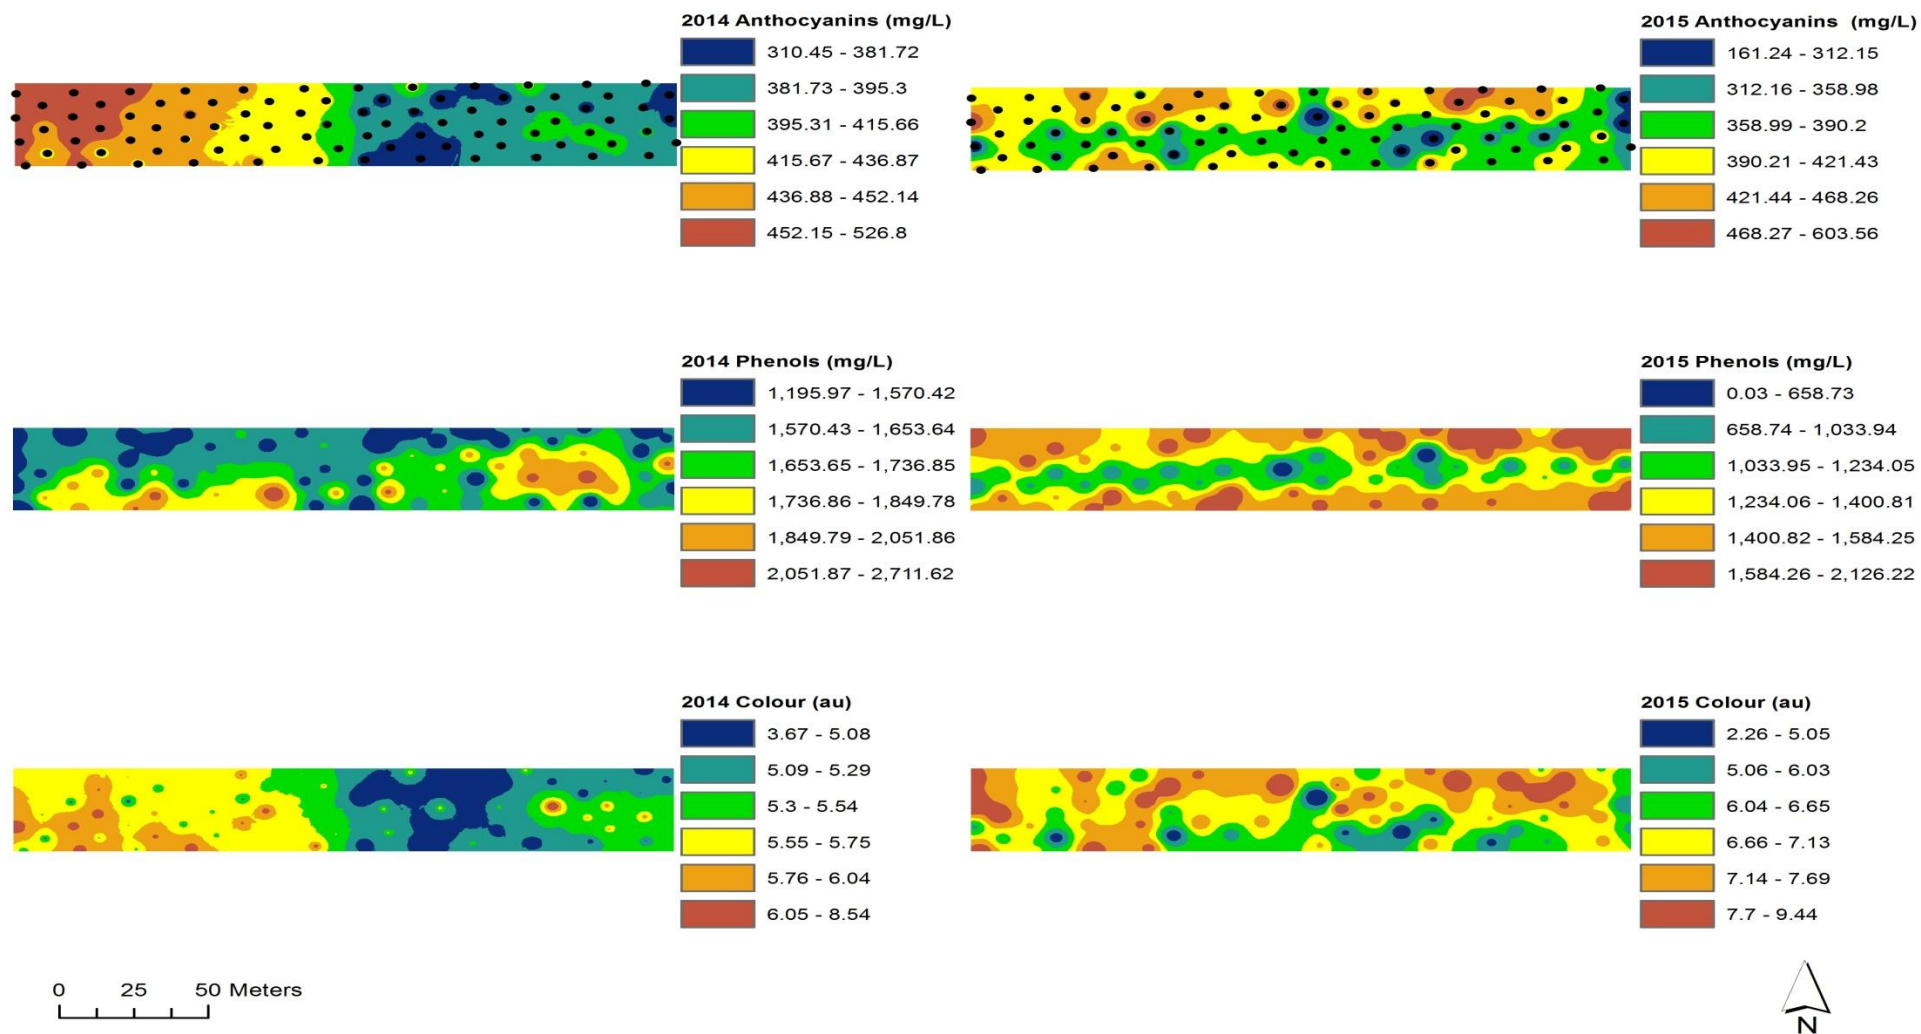 2014 Anthocyanins (mg/L)
310.45 - 381.72
381.73 - 395.3
395.31 - 415.66
415.67 - 436.87
436.88 - 452.14
452.15 - 526.8
2015 Anthocyanins (mg/L)
161.24 - 312.15
312.16 - 358.98
358.99 - 390.2
390.21 - 421.43
421.44 - 468.26
468.27 - 603.56
2014 Phenols (mg/L)
1,195.97 - 1,570.42
1,570.43 - 1,653.64
1,653.65 - 1,736.85
1,736.86 - 1,849.78
1,849.79 - 2,051.86
2,051.87 - 2,711.62
2015 Phenols (mg/L)
0.03 - 658.73
658.74 - 1,033.94
1,033.95 - 1,234.05
1,234.06 - 1,400.81
1,400.82 - 1,584.25
1,584.26 - 2,126.22
2014 Colour (au)
3.67 - 5.08
5.09 - 5.29
5.3 - 5.54
5.55 - 5.75
5.76 - 6.04
6.05 - 8.54
2015 Colour (au)
2.26 - 5.05
5.06 - 6.03
6.04 - 6.65
6.66 - 7.13
7.14 - 7.69
7.7 - 9.44
0 25 50 Meters
N